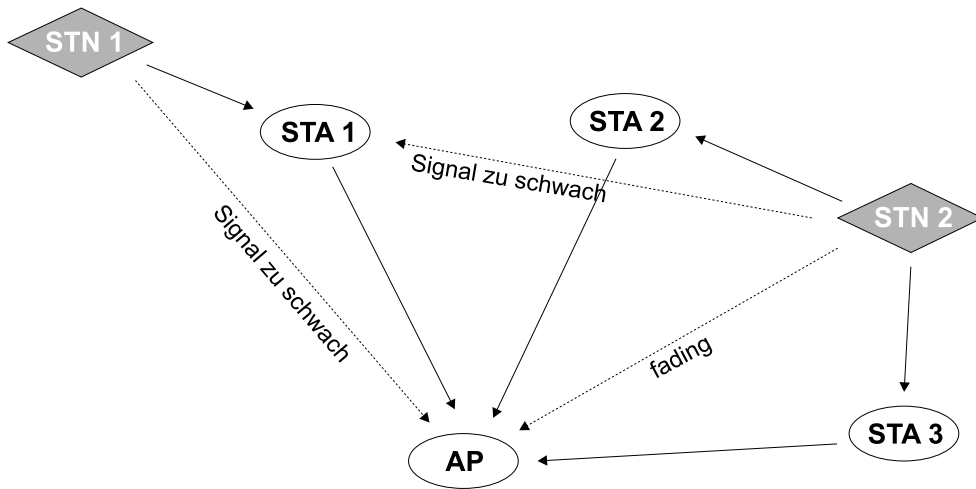 STN 1
STA 1
STA 2
Signal zu schwach
STN 2
Signal zu schwach
fading
STA 3
AP